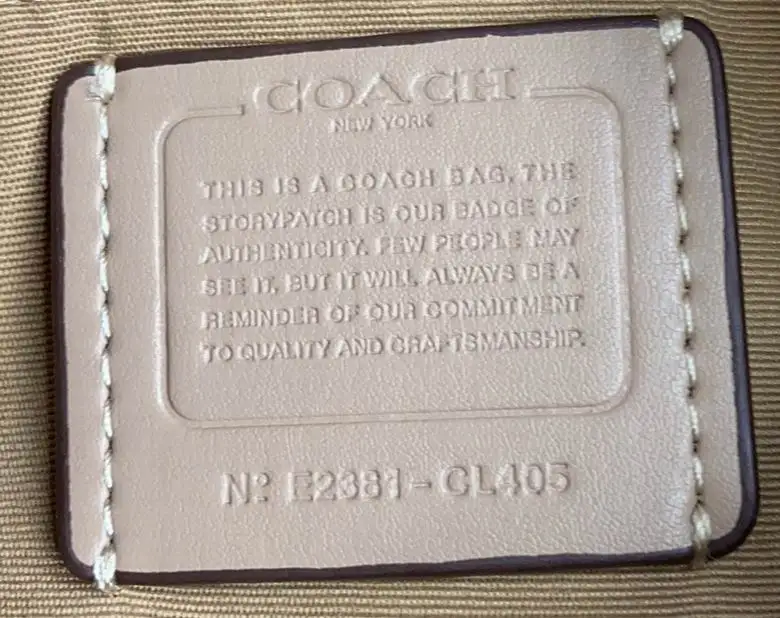 COACH
NEW YORK
THIS IS A COACH BAG. THE
STORYPATCH IS OUR BADGE OF
AUTHENTICITY. FEW PEOPLE MAY
SEE IT, BUT IT WILL ALWAYS BE A
REMINDER OF OUR COMMITMENT
TO QUALITY AND CRAFTSMANSHIP.
Nº E2381-CL405